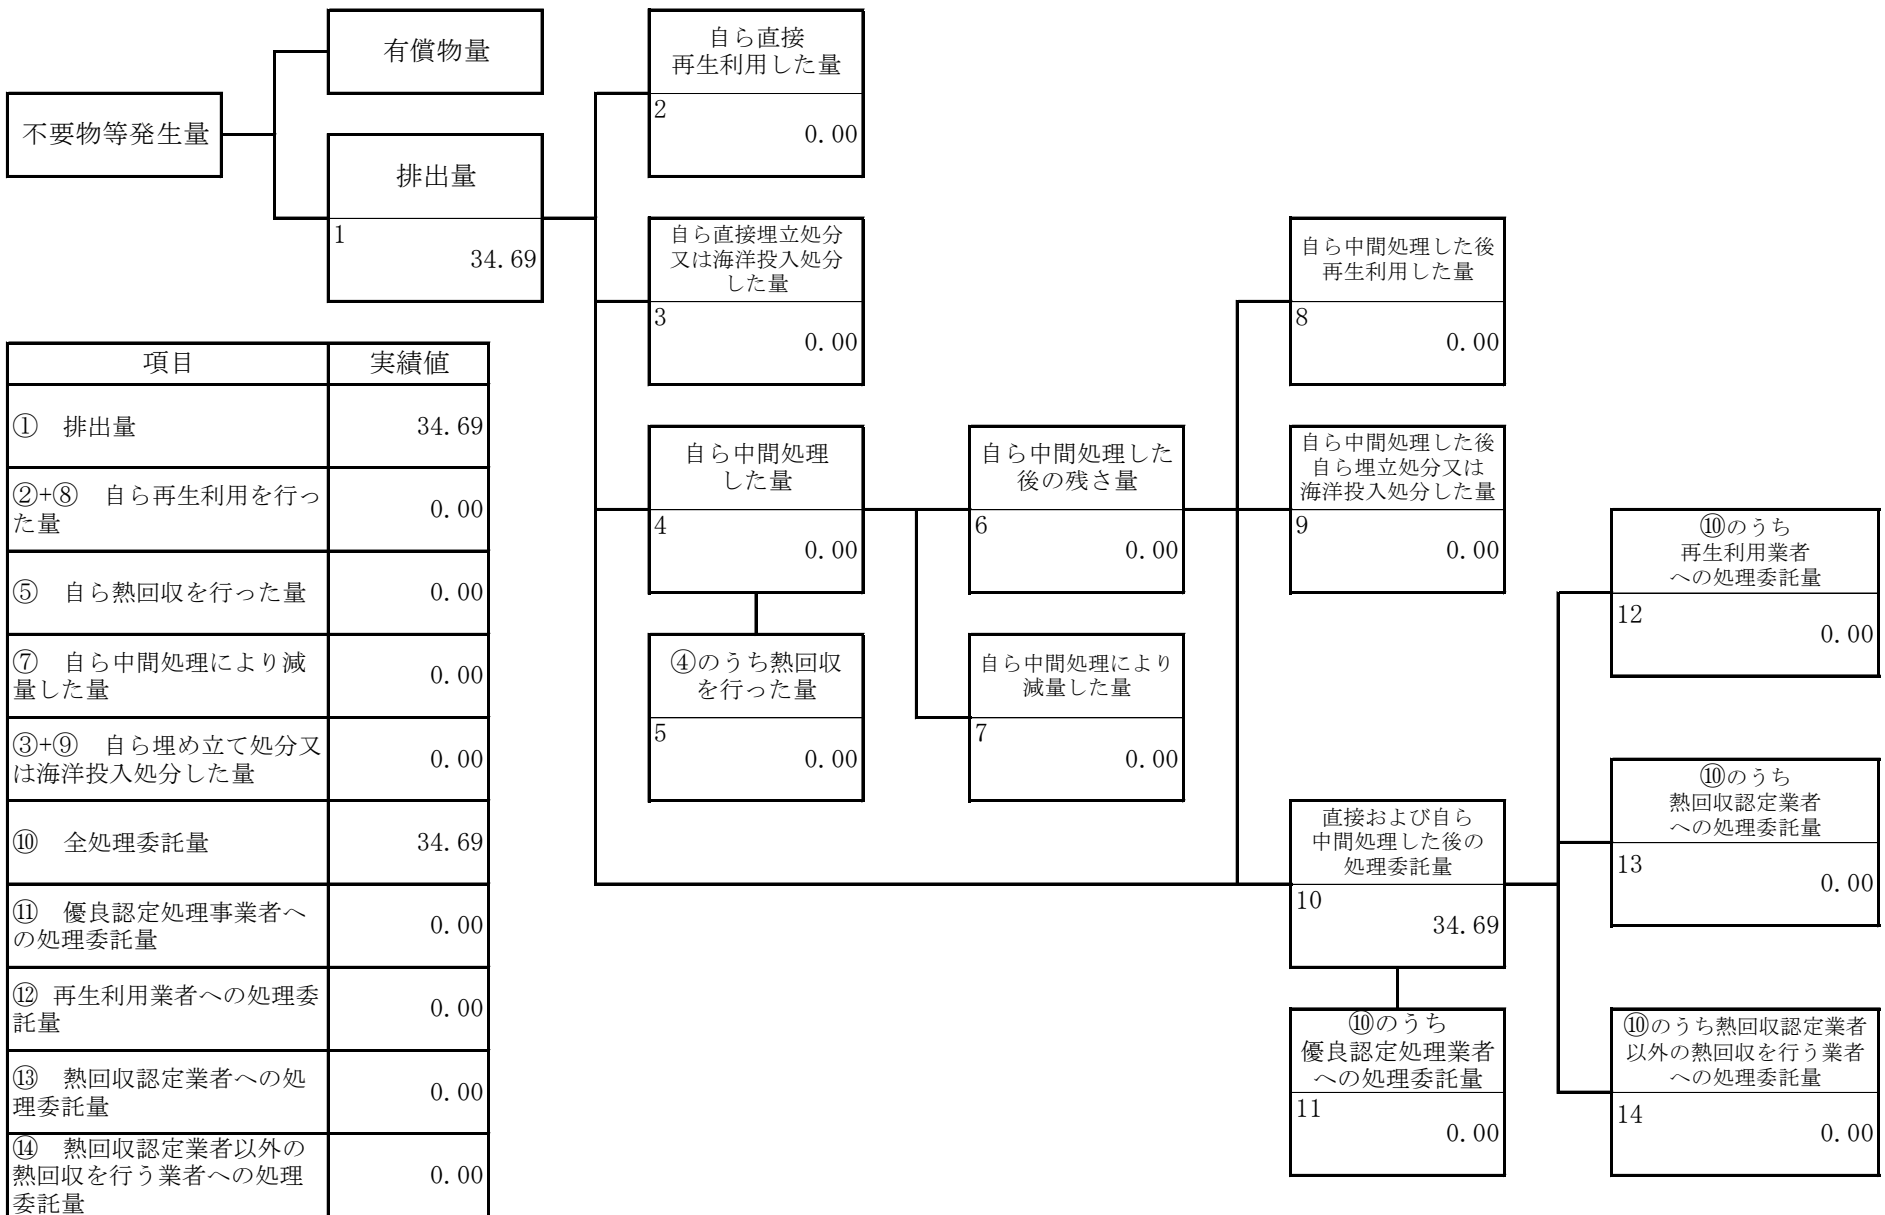 有償物量
不要物等発生量
排出量
1
34.69
自ら直接
再生利用した量
2
0.00
自ら直接埋立処分
又は海洋投入処分
した量
3
0.00
自ら中間処理
した量
4
0.00
④のうち熱回収
を行った量
5
0.00
自ら中間処理した
後の残さ量
6
0.00
自ら中間処理により
減量した量
7
0.00
自ら中間処理した後
再生利用した量
8
0.00
自ら中間処理した後
自ら埋立処分又は
海洋投入処分した量
9
0.00
直接および自ら
中間処理した後の
処理委託量
10
34.69
⑩のうち
優良認定処理業者
への処理委託量
11
0.00
⑩のうち
再生利用業者
への処理委託量
12
0.00
⑩のうち
熱回収認定業者
への処理委託量
13
0.00
⑩のうち熱回収認定業者
以外の熱回収を行う業者
への処理委託量
14
0.00
項目 実績値
① 排出量 34.69
②+⑧ 自ら再生利用を行っ
た量 0.00
⑤ 自ら熱回収を行った量 0.00
⑦ 自ら中間処理により減
量した量 0.00
③+⑨ 自ら埋め立て処分又
は海洋投入処分した量 0.00
⑩ 全処理委託量 34.69
⑪ 優良認定処理事業者へ
の処理委託量 0.00
⑫ 再生利用業者への処理委
託量 0.00
⑬ 熱回収認定業者への処
理委託量 0.00
⑭ 熱回収認定業者以外の
熱回収を行う業者への処理
委託量 0.00